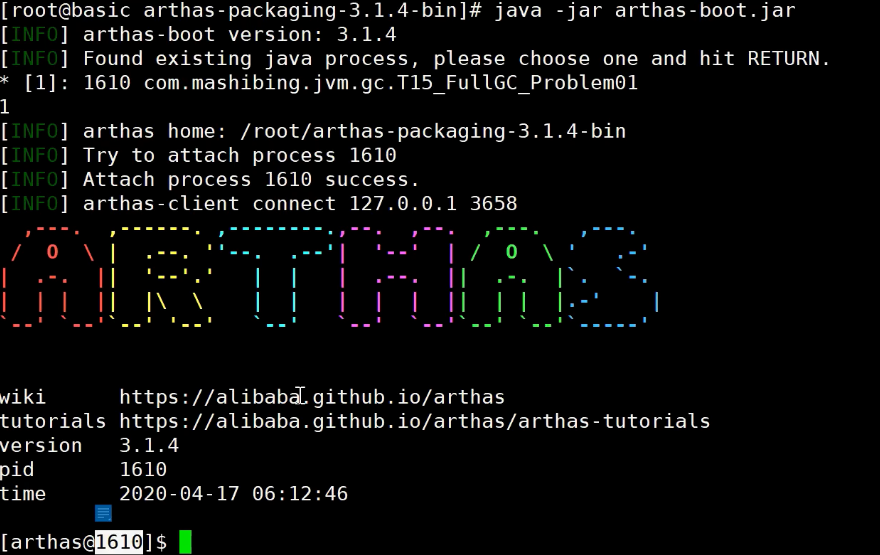 [root@basic arthas-packaging-3.1.4-bin]# java -jar arthas-boot.jar
[INFO] arthas-boot version: 3.1.4
[INFO] Found existing java process, please choose one and hit RETURN.
* [1]: 1610 com.mashibing.jvm.gc.T15_FullGC_Problem01
1
[INFO] arthas home: /root/arthas-packaging-3.1.4-bin
[INFO] Try to attach process 1610
[INFO] Attach process 1610 success.
[INFO] arthas-client connect 127.0.0.1 3658
ARTHAS
wiki https://alibaba.github.io/arthas
tutorials https://alibaba.github.io/arthas/arthas-tutorials
version 3.1.4
pid 1610
time 2020-04-17 06:12:46
[arthas@1610]$